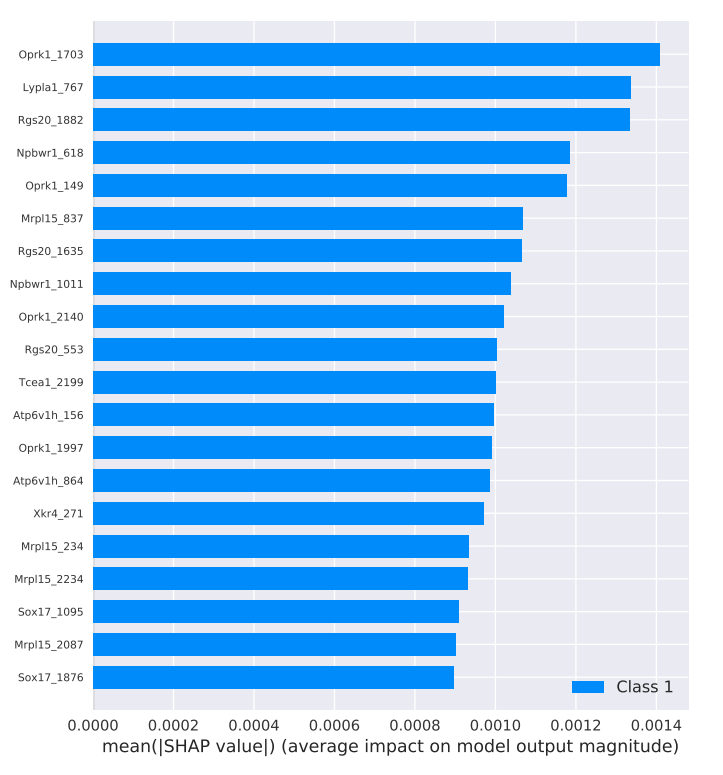 Oprk1_1703
Lypla1_767
Rgs20_1882
Npbwr1_618
Oprk1_149
Mrpl15_837
Rgs20_1635
Npbwr1_1011
Oprk1_2140
Rgs20_553
Tcea1_2199
Atp6v1h_156
Oprk1_1997
Atp6v1h_864
Xkr4_271
Mrpl15_234
Mrpl15_2234
Sox17_1095
Mrpl15_2087
Sox17_1876
Class 1
0.0000 0.0002 0.0004 0.0006 0.0008 0.0010 0.0012 0.0014
mean(|SHAP value|) (average impact on model output magnitude)